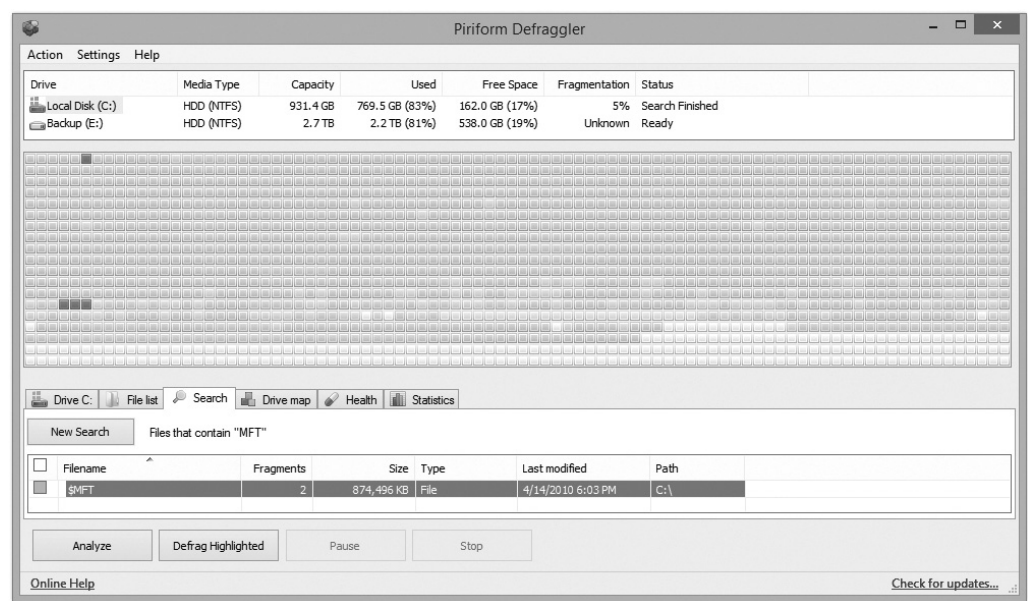 Piriform Defraggler
Action Settings Help
Drive Media Type Capacity Used Free Space Fragmentation Status
Local Disk (C:) HDD (NTFS) 931.4 GB 769.5 GB (83%) 162.0 GB (17%) 5% Search Finished
Backup (E:) HDD (NTFS) 2.7 TB 2.2 TB (81%) 538.0 GB (19%) Unknown Ready
Drive C: File list Search Drive map Health Statistics
New Search Files that contain "MFT"
Filename Fragments Size Type Last modified Path
$MFT 2 874,496 KB File 4/14/2010 6:03 PM C:\
Analyze Defrag Highlighted Pause Stop
Online Help Check for updates...